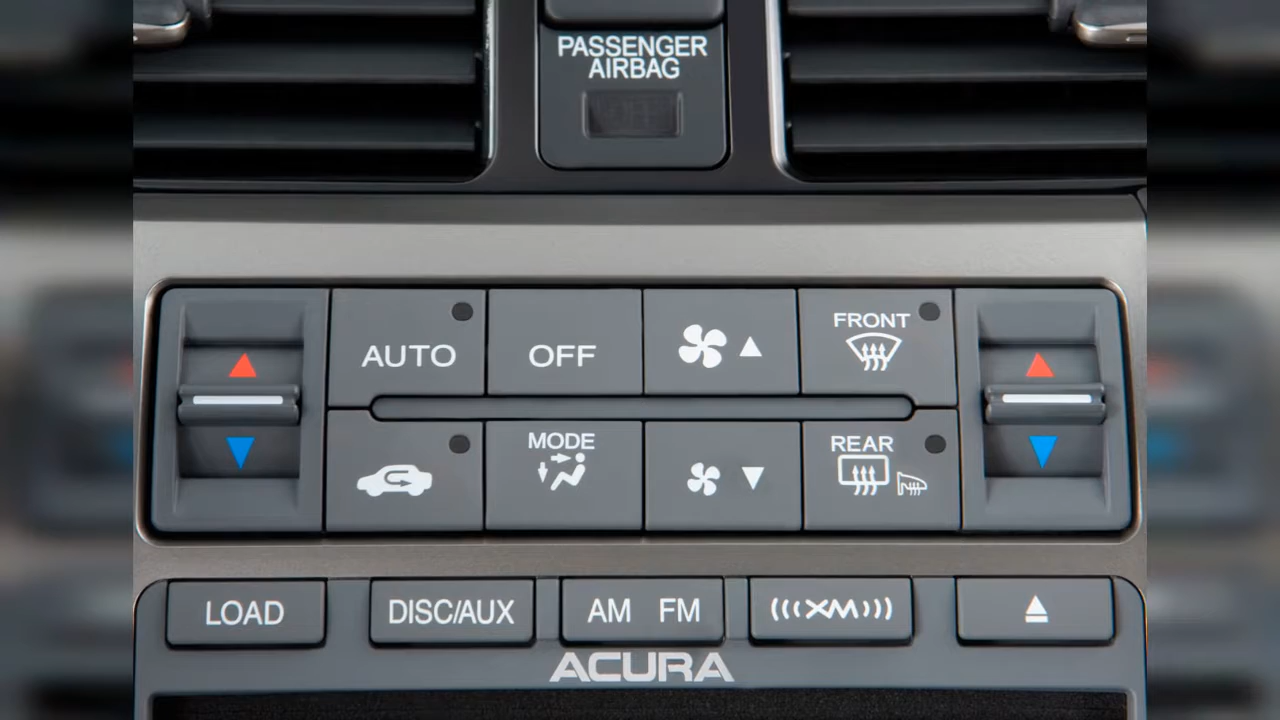 PASSENGER
AIRBAG
AUTO
OFF
FRONT
MODE
REAR
LOAD
DISC/AUX
AM FM
XM
ACURA